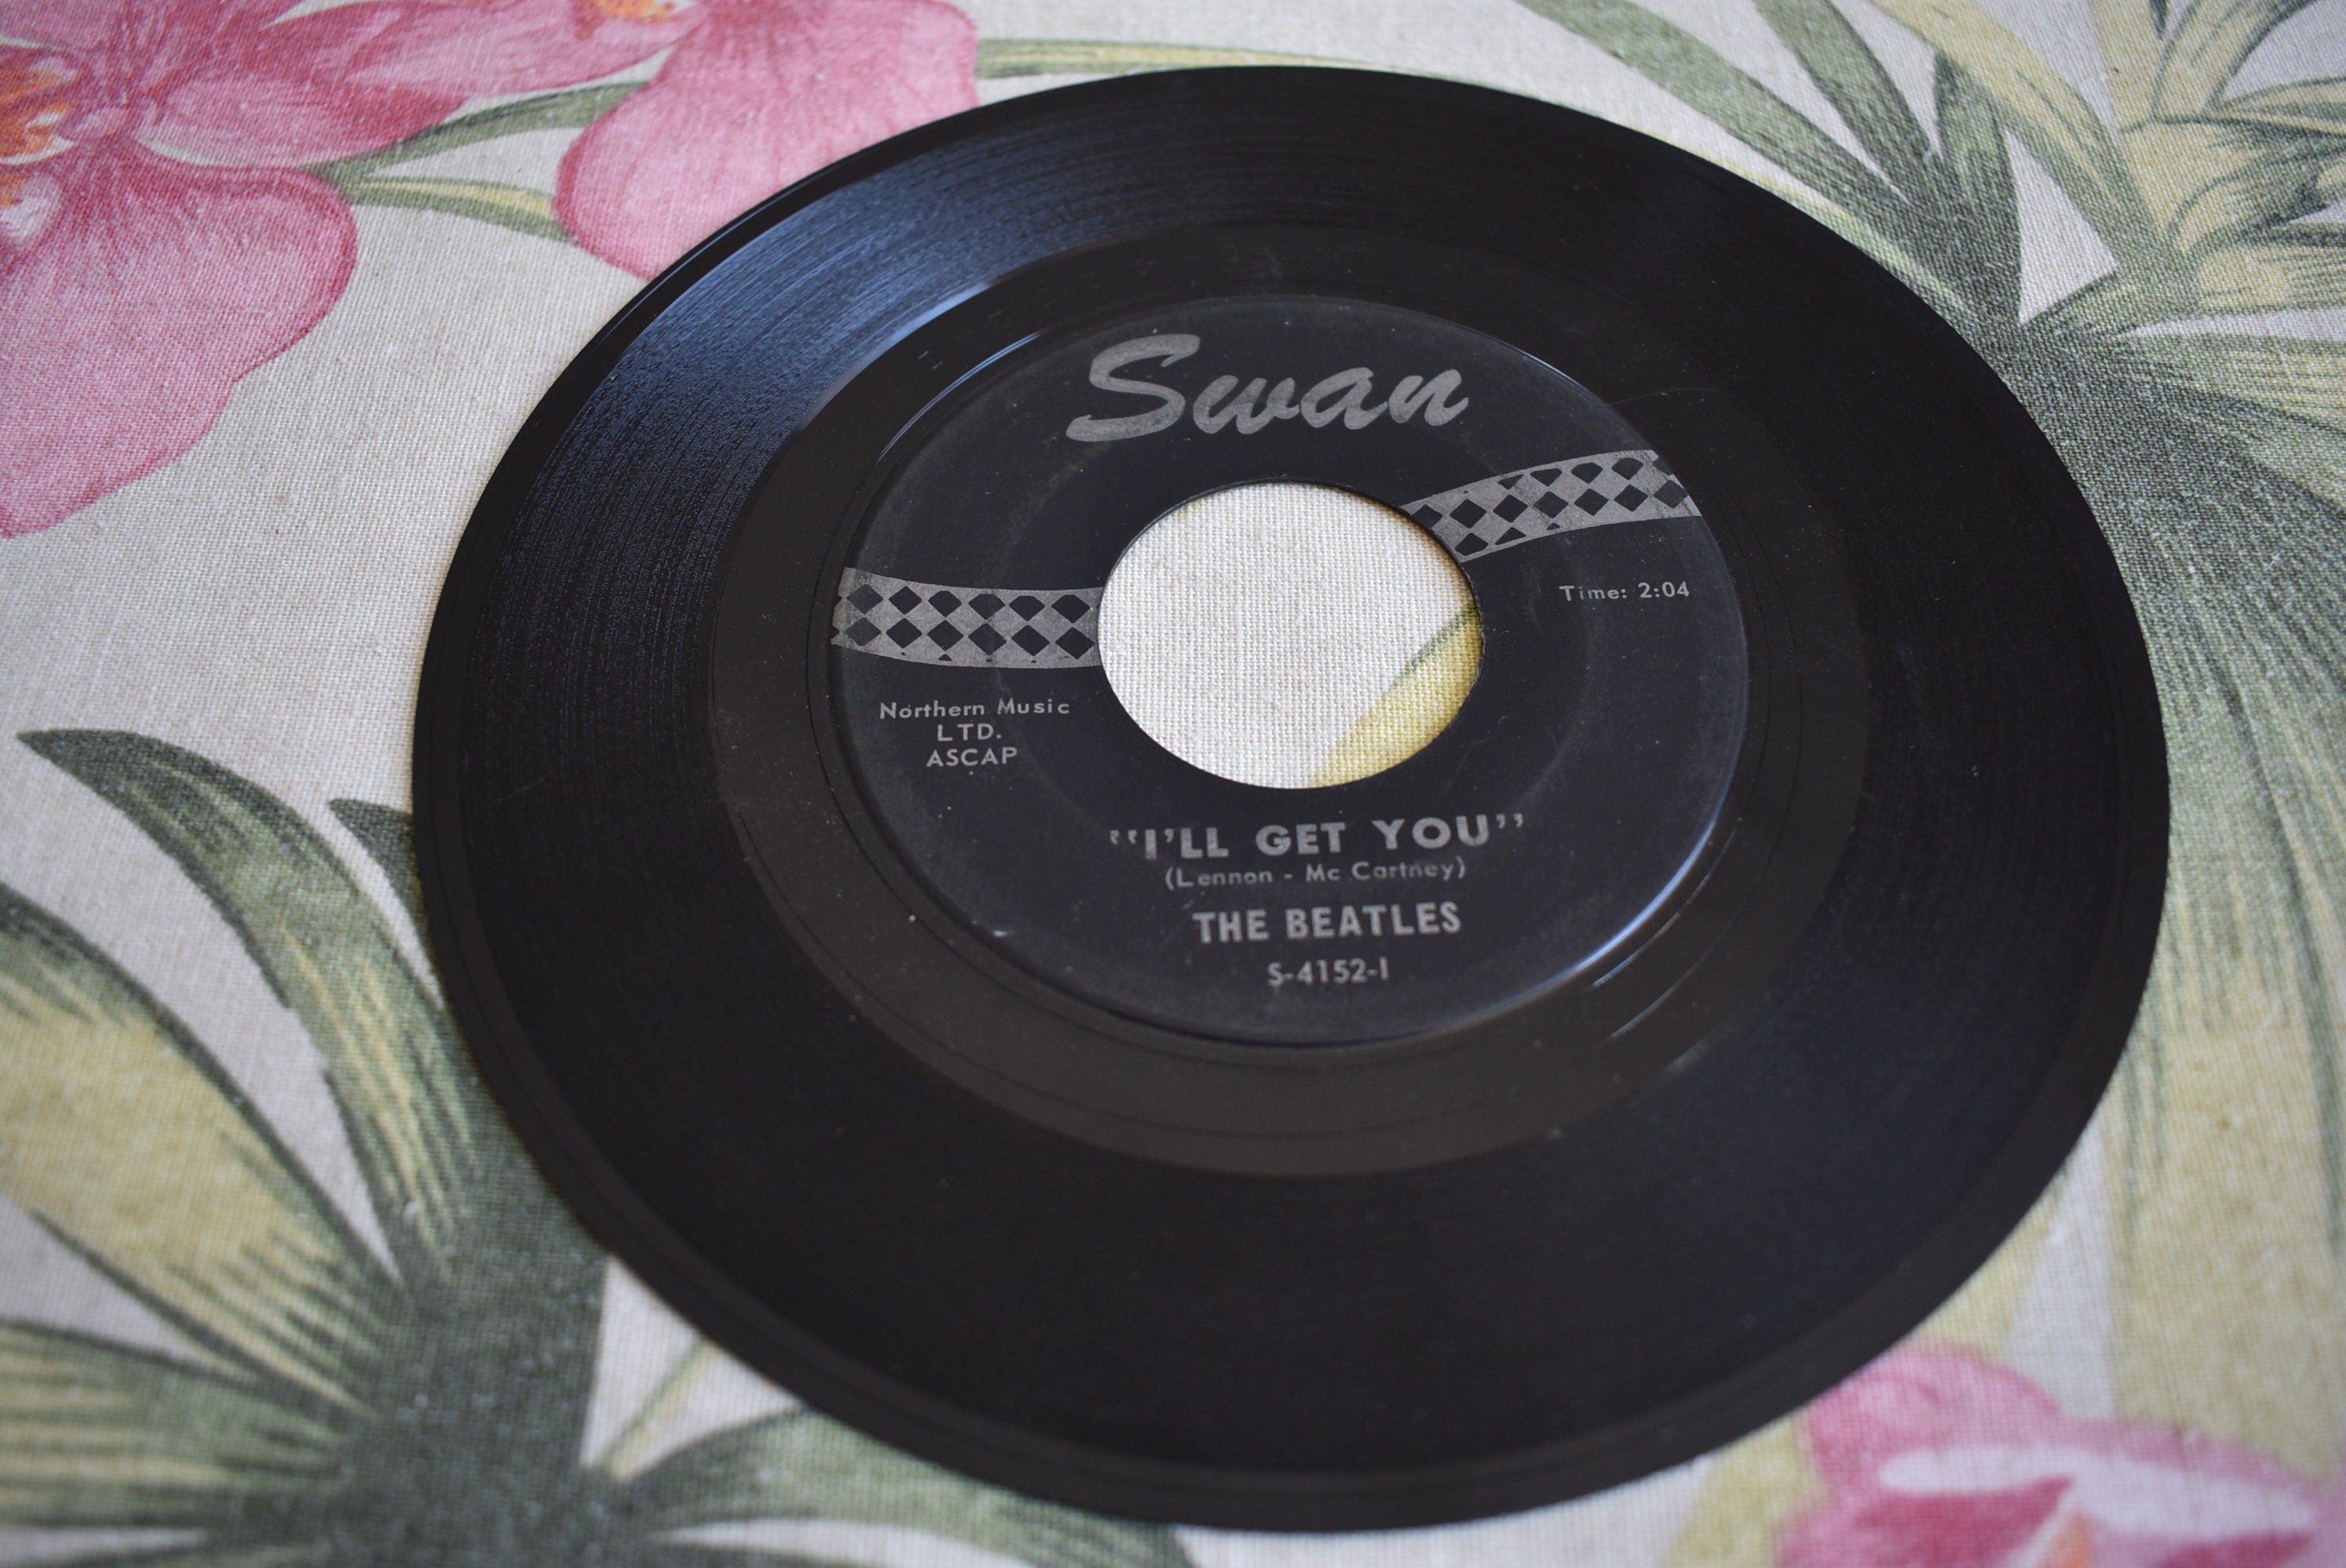 Swan
Time: 2:04
Northern Music
LTD.
ASCAP
"I'LL GET YOU"
(Lennon - Mc Cartney)
THE BEATLES
S-4152-I